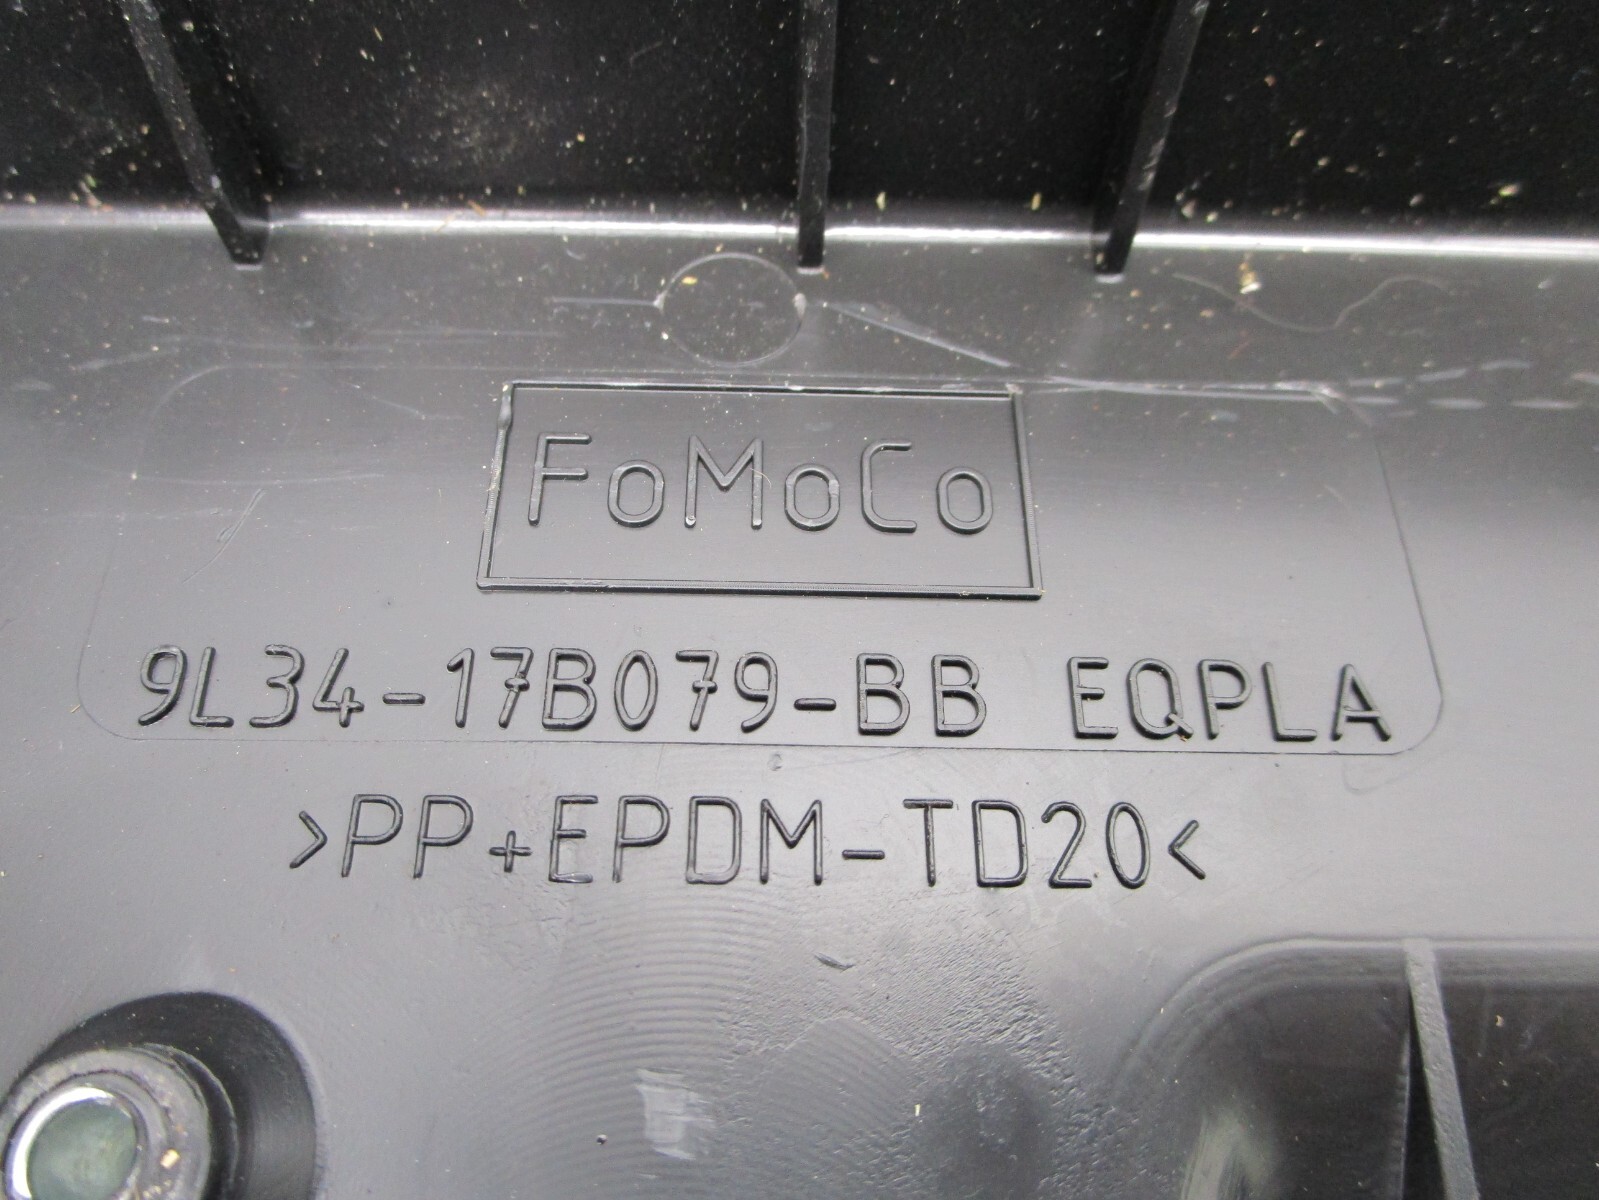 FoMoCo
9L34-17B079-BB EQPLA
>PP+EPDM-TD20<